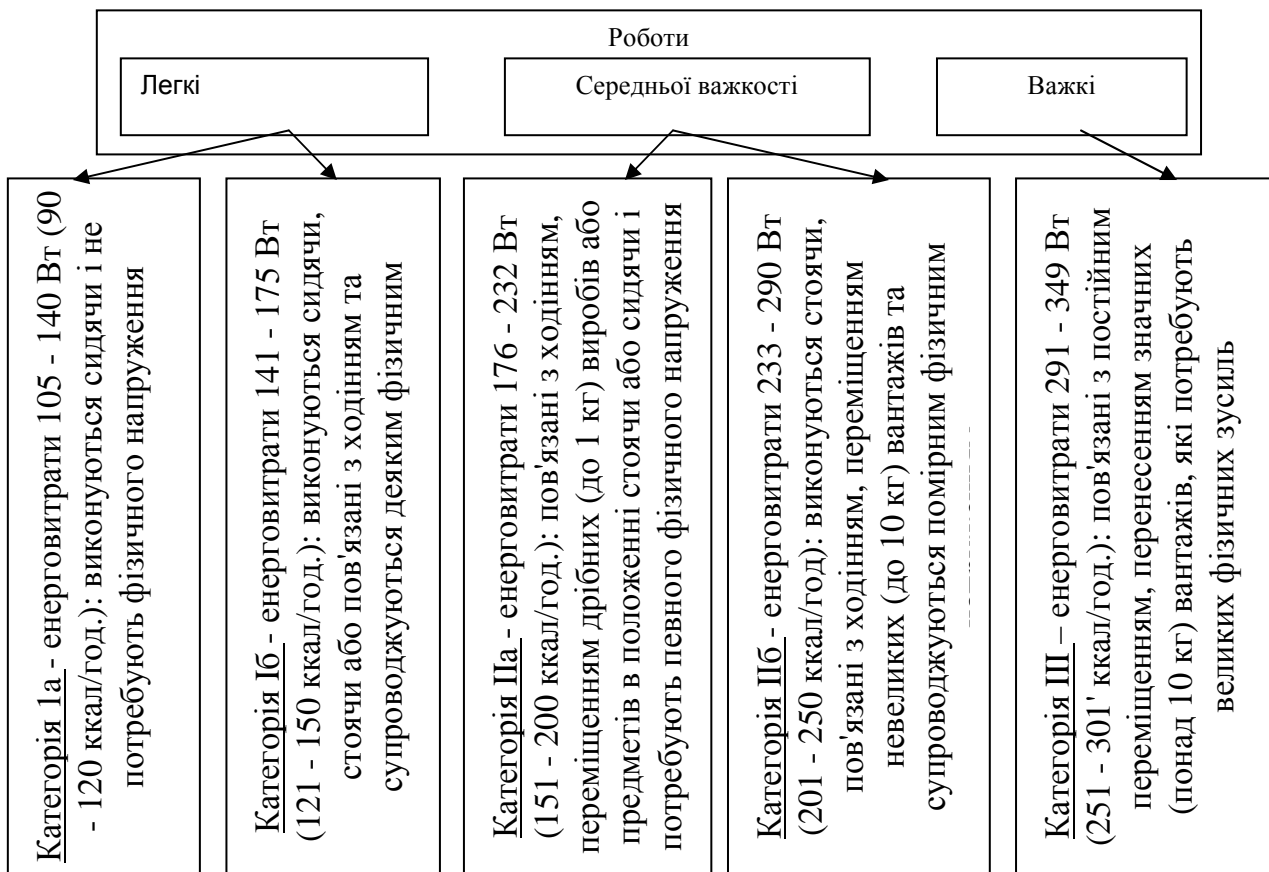 Роботи
Легкі
Середньої важкості
Важкі
Категорія 1а - енерговитрати 105 - 140 Вт (90
- 120 ккал/год.): виконуються сидячи і не
потребують фізичного напруження
Категорія Іб - енерговитрати 141 - 175 Вт
(121 - 150 ккал/год.): виконуються сидячи,
стоячи або пов'язані з ходінням та
супроводжуються деяким фізичним
Категорія ІІа - енерговитрати 176 - 232 Вт
(151 - 200 ккал/год.): пов'язані з ходінням,
переміщенням дрібних (до 1 кг) виробів або
предметів в положенні стоячи або сидячи і
потребують певного фізичного напруження
Категорія ІІб - енерговитрати 233 - 290 Вт
(201 - 250 ккал/год): виконуються стоячи,
пов'язані з ходінням, переміщенням
невеликих (до 10 кг) вантажів та
супроводжуються помірним фізичним
Категорія ІІІ – енерговитрати 291 - 349 Вт
(251 - 301' ккал/год.): пов'язані з постійним
переміщенням, перенесенням значних
(понад 10 кг) вантажів, які потребують
великих фізичних зусиль